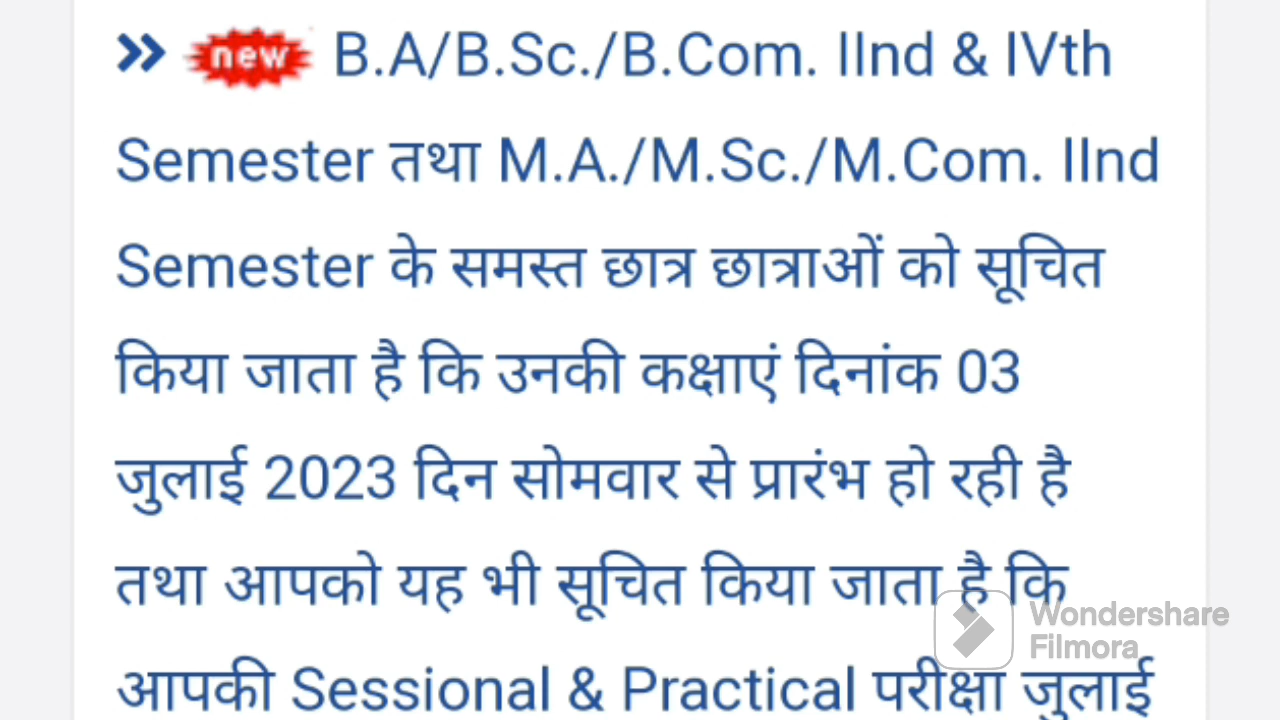 » new B.A/B.Sc./B.Com. IInd & IVth
Semester तथा M.A./M.Sc./M.Com. IInd
Semester के समस्त छात्र छात्राओं को सूचित
किया जाता है कि उनकी कक्षाएं दिनांक 03
जुलाई 2023 दिन सोमवार से प्रारंभ हो रही है
तथा आपको यह भी सूचित किया जाता है कि
Wondershare
Filmora
आपकी Sessional & Practical परीक्षा जुलाई